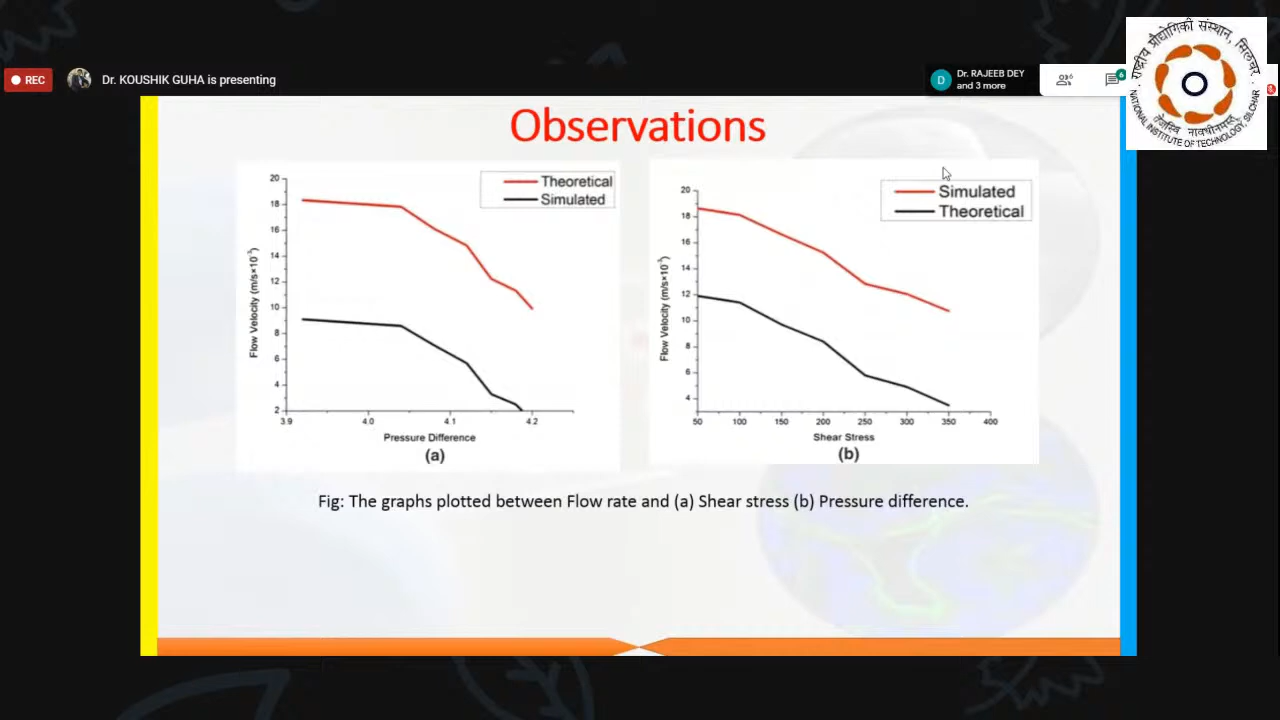 REC
Dr. KOUSHIK GUHA is presenting
Dr. RAJEEB DEY
and 3 more
D
6
6
राष्ट्रीय प्रौद्योगिकी संस्थान, सिलचर
NATIONAL INSTITUTE OF TECHNOLOGY, SILCHAR
Observations
Theoretical
Simulated
20
18
16
14
12
10
8
6
4
2
Flow Velocity (m/s×10⁻³)
3.9 4.0 4.1 4.2
Pressure Difference
(a)
Simulated
Theoretical
20
18
16
14
12
10
8
6
4
Flow Velocity (m/s×10⁻³)
50 100 150 200 250 300 350 400
Shear Stress
(b)
Fig: The graphs plotted between Flow rate and (a) Shear stress (b) Pressure difference.